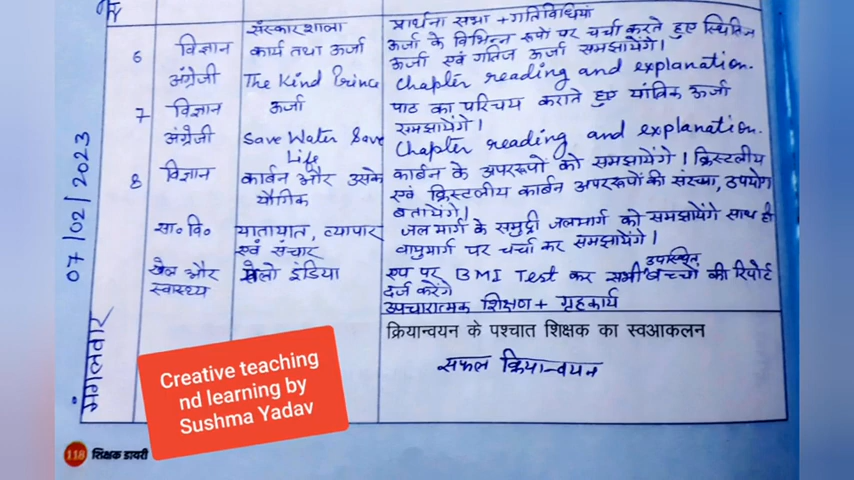 संस्कारशाला
प्रार्थना सभा + गतिविधियां
6 विज्ञान कार्य तथा ऊर्जा
ऊर्जा के विभिन्न रूपों पर चर्चा करते हुए स्थितिज
ऊर्जा एवं गतिज ऊर्जा समझायेंगे।
अंग्रेजी The Kind Prince
Chapter reading and explanation.
7 विज्ञान ऊर्जा
पाठ का परिचय कराते हुए यांत्रिक ऊर्जा
समझायेंगे।
अंग्रेजी Save Water Save
Life
Chapter reading and explanation.
8 विज्ञान कार्बन और उसके
यौगिक
कार्बन के अपररूपों को समझायेंगे। क्रिस्टलीय
एवं क्रिस्टलीय कार्बन अपररूपों की संख्या, उपयोग
बतायेंगे।
सा० वि० यातायात, व्यापार
एवं संचार
जलमार्ग के समुद्री जलमार्ग को समझायेंगे साथ ही
वायुमार्ग पर चर्चा कर समझायेंगे।
खेल और
स्वास्थ्य
खेलो इंडिया
एप पर BMI Test कर सभी उपस्थित बच्चों की रिपोर्ट
दर्ज करेंगे
उपचारात्मक शिक्षण + गृहकार्य
क्रियान्वयन के पश्चात शिक्षक का स्वआकलन
सफल क्रियान्वयन
07/02/2023
मंगलवार
Creative teaching
nd learning by
Sushma Yadav
118 शिक्षक डायरी